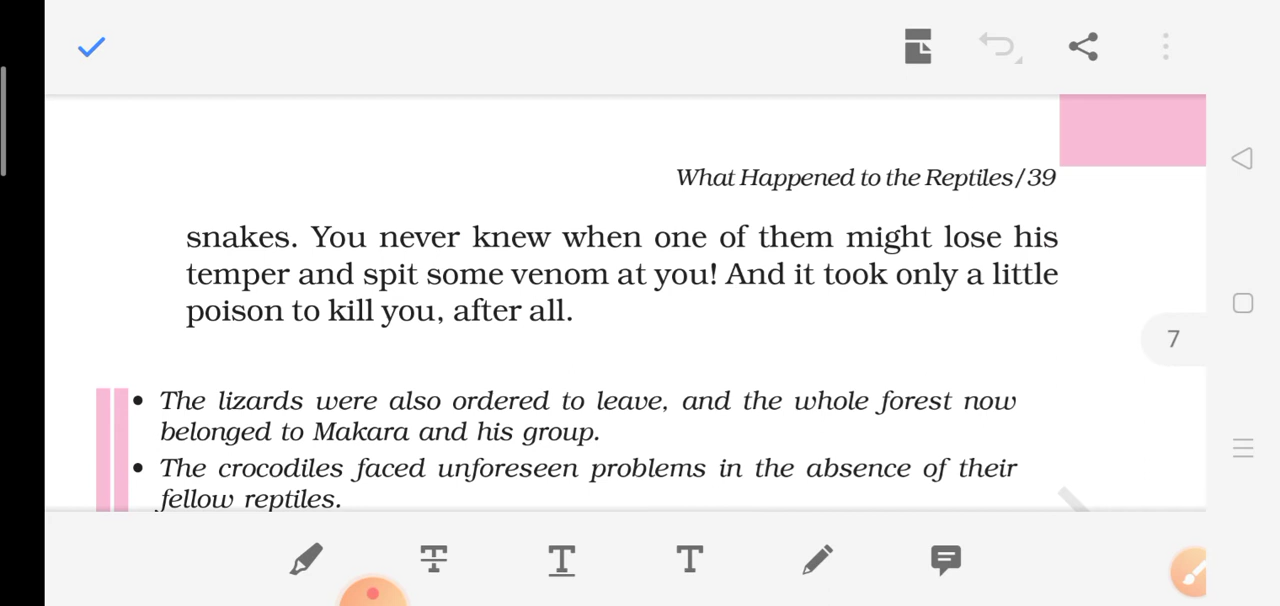 What Happened to the Reptiles/39
snakes. You never knew when one of them might lose his
temper and spit some venom at you! And it took only a little
poison to kill you, after all.
7
• The lizards were also ordered to leave, and the whole forest now
belonged to Makara and his group.
• The crocodiles faced unforeseen problems in the absence of their
fellow reptiles.
T T T